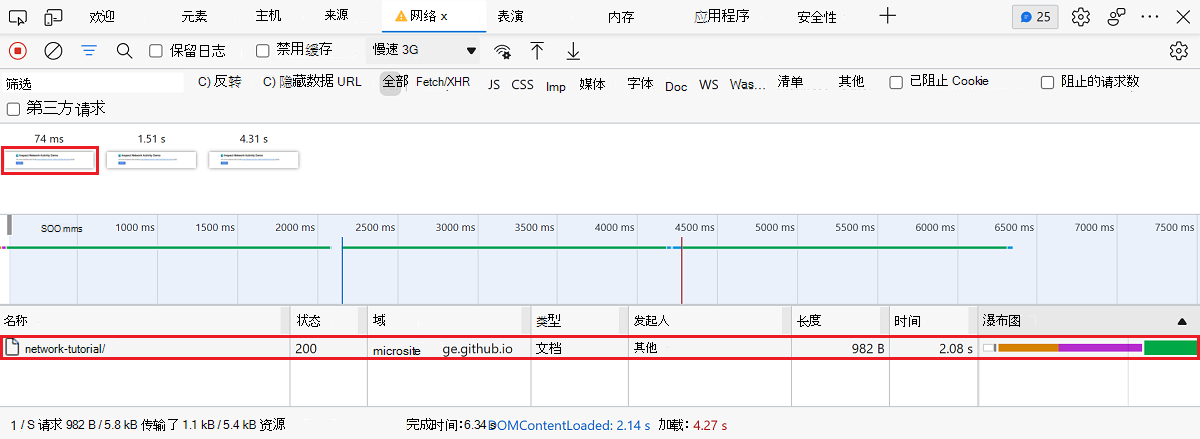 欢迎 元素 主机 来源 网络 x 表演 内存 应用程序 安全性 25
保留日志 禁用缓存 慢速 3G
筛选 C) 反转 C) 隐藏数据 URL 全部 Fetch/XHR JS CSS Imp 媒体 字体 Doc WS Was... 清单 其他 已阻止 Cookie 阻止的请求数
第三方请求
74 ms 1.51 s 4.31 s
SOO mms 1000 ms 1500 ms 2000 ms 2500 ms 3000 ms 3500 ms 4000 ms 4500 ms 5000 ms 5500 ms 6000 ms 6500 ms 7000 ms 7500 ms
名称 状态 域 类型 发起人 长度 时间 瀑布图
network-tutorial/ 200 microsite ge.github.io 文档 其他 982 B 2.08 s
1 / S 请求 982 B / 5.8 kB 传输了 1.1 kB / 5.4 kB 资源 完成时间:6.34 s DOMContentLoaded: 2.14 s 加载: 4.27 s